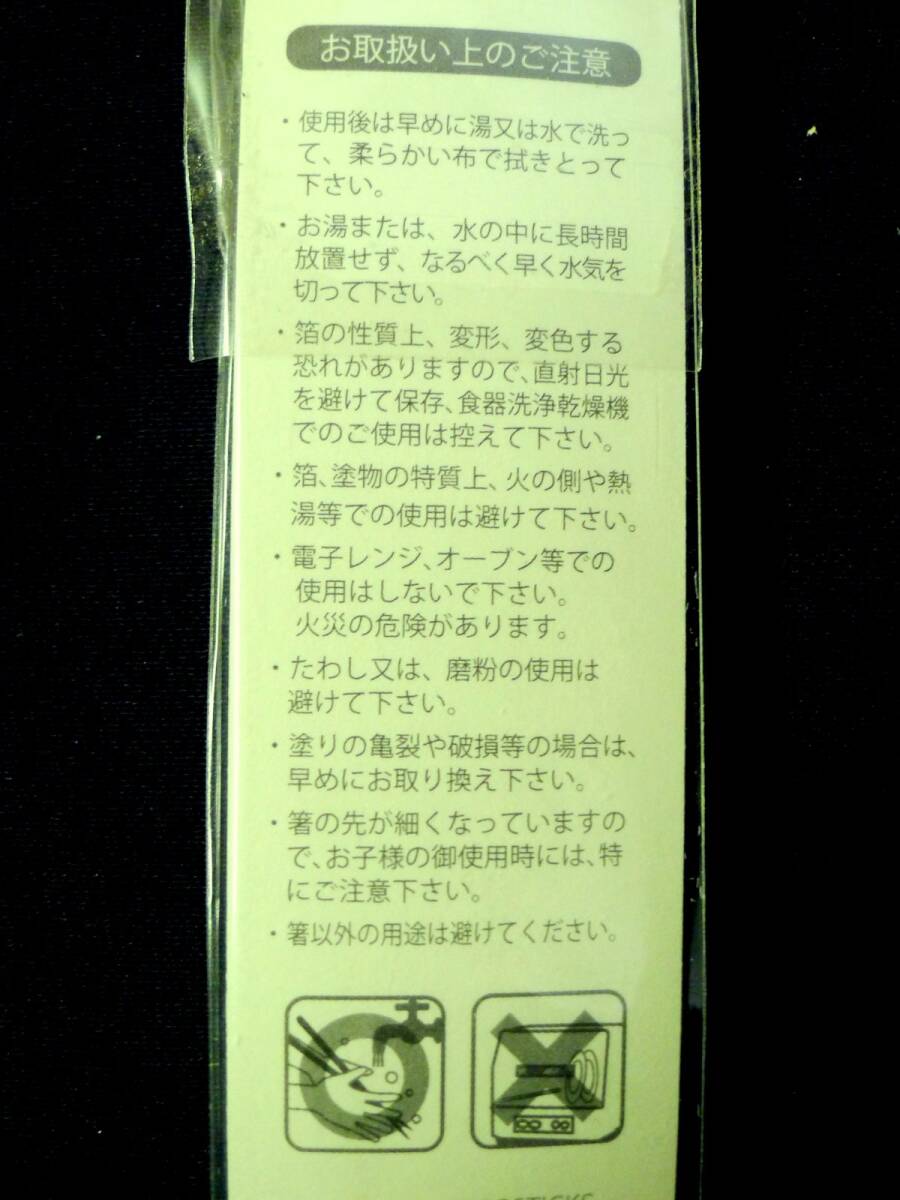 お取扱い上のご注意
・使用後は早めに湯又は水で洗っ
て、柔らかい布で拭きとって
下さい。
・お湯または、水の中に長時間
放置せず、なるべく早く水気を
切って下さい。
・箔の性質上、変形、変色する
恐れがありますので、直射日光
を避けて保存、食器洗浄乾燥機
でのご使用は控えて下さい。
・箔、塗物の特質上、火の側や熱
湯等での使用は避けて下さい。
・電子レンジ、オーブン等での
使用はしないで下さい。
火災の危険があります。
・たわし又は、磨粉の使用は
避けて下さい。
・塗りの亀裂や破損等の場合は、
早めにお取り換え下さい。
・箸の先が細くなっていますの
で、お子様の御使用時には、特
にご注意下さい。
・箸以外の用途は避けてください。